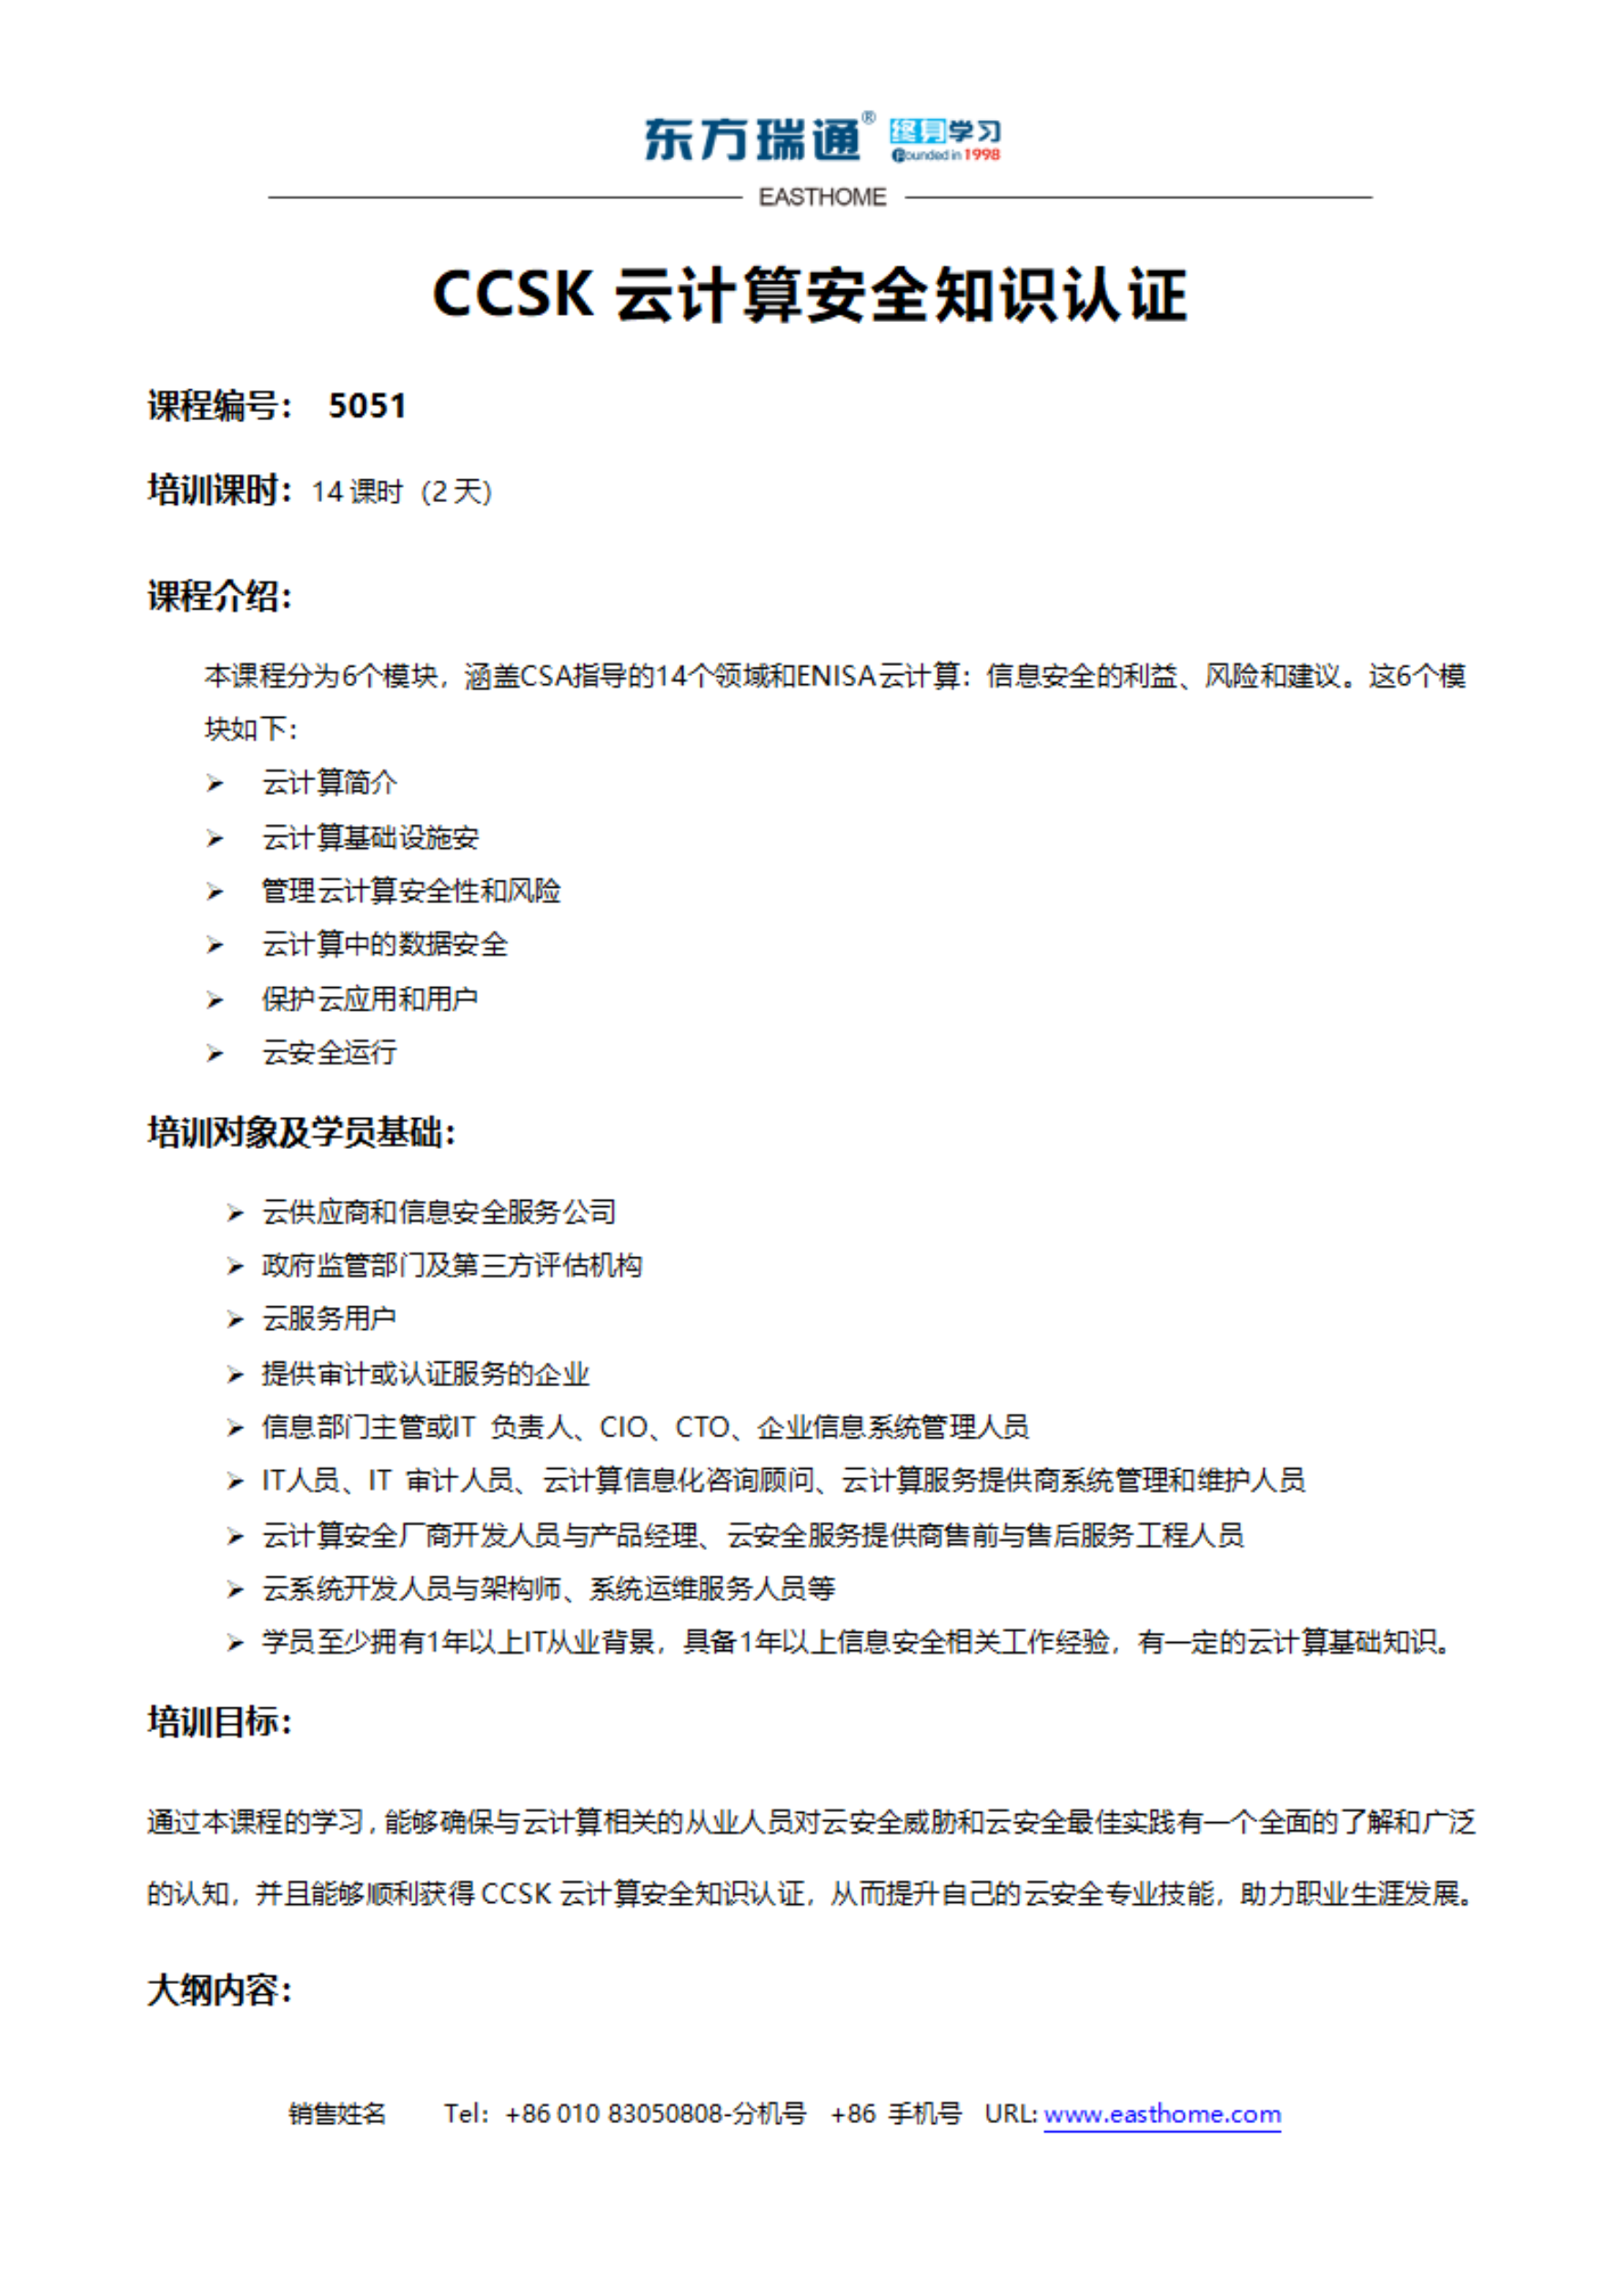 东方瑞通® 终身学习
Founded in 1998
EASTHOME
CCSK 云计算安全知识认证
课程编号： 5051
培训课时：14 课时（2 天）
课程介绍：
本课程分为6个模块，涵盖CSA指导的14个领域和ENISA云计算：信息安全的利益、风险和建议。这6个模
块如下：
➢ 云计算简介
➢ 云计算基础设施安
➢ 管理云计算安全性和风险
➢ 云计算中的数据安全
➢ 保护云应用和用户
➢ 云安全运行
培训对象及学员基础：
➢ 云供应商和信息安全服务公司
➢ 政府监管部门及第三方评估机构
➢ 云服务用户
➢ 提供审计或认证服务的企业
➢ 信息部门主管或IT 负责人、CIO、CTO、企业信息系统管理人员
➢ IT人员、IT 审计人员、云计算信息化咨询顾问、云计算服务提供商系统管理和维护人员
➢ 云计算安全厂商开发人员与产品经理、云安全服务提供商售前与售后服务工程人员
➢ 云系统开发人员与架构师、系统运维服务人员等
➢ 学员至少拥有1年以上IT从业背景，具备1年以上信息安全相关工作经验，有一定的云计算基础知识。
培训目标：
通过本课程的学习，能够确保与云计算相关的从业人员对云安全威胁和云安全最佳实践有一个全面的了解和广泛
的认知，并且能够顺利获得 CCSK 云计算安全知识认证，从而提升自己的云安全专业技能，助力职业生涯发展。
大纲内容：
销售姓名 Tel：+86 010 83050808-分机号 +86 手机号 URL: www.easthome.com